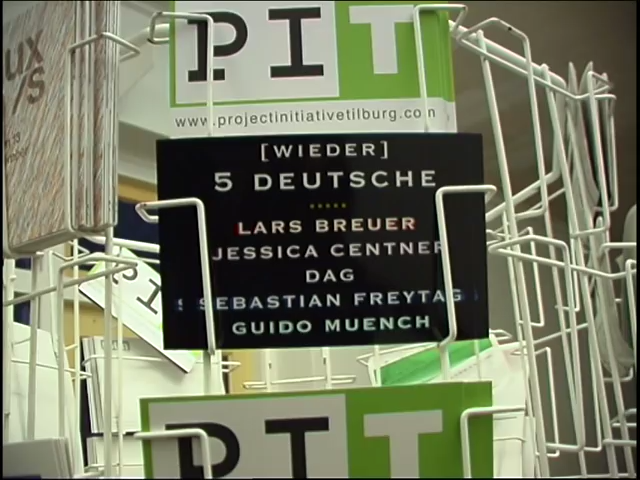 PIT
www.projectinitiativetilburg.com
[WIEDER]
5 DEUTSCHE
LARS BREUER
JESSICA CENTNER
DAG
SEBASTIAN FREYTAG
GUIDO MUENCH
PIT